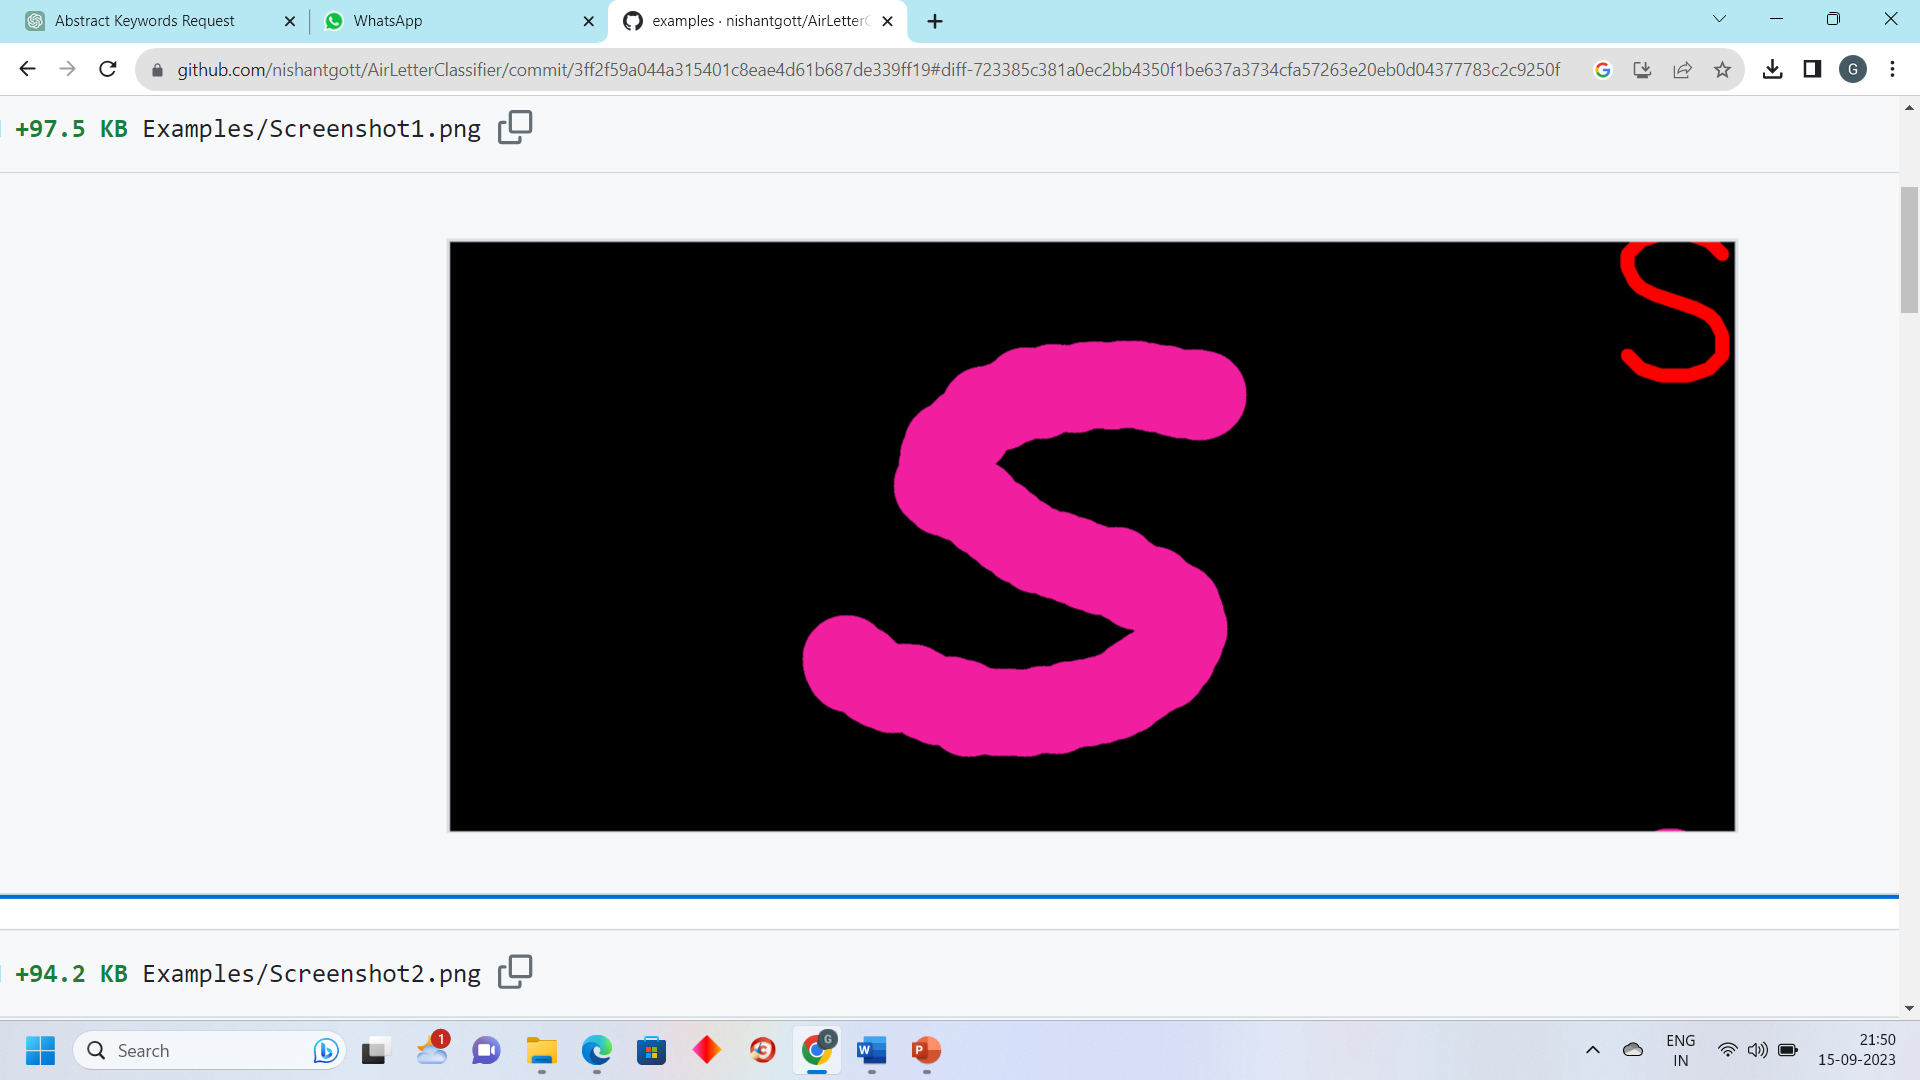 Abstract Keywords Request
WhatsApp
examples · nishantgott/AirLetterC
github.com/nishantgott/AirLetterClassifier/commit/3ff2f59a044a315401c8eae4d61b687de339ff19#diff-723385c381a0ec2bb4350f1be637a3734cfa57263e20eb0d04377783c2c9250f
G
+97.5 KB Examples/Screenshot1.png
S
S
+94.2 KB Examples/Screenshot2.png
Search
1
G
W
P
ENG
IN
21:50
15-09-2023